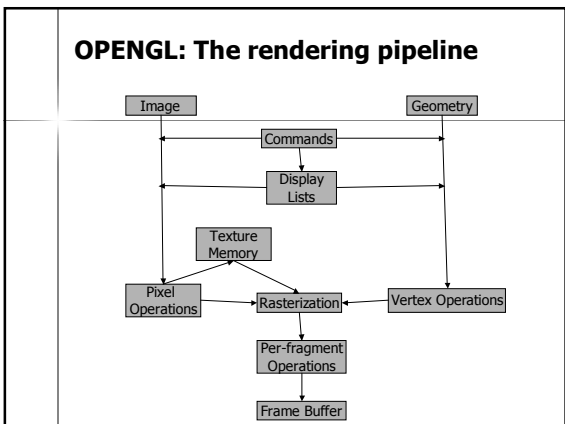 OPENGL: The rendering pipeline
Image
Geometry
Commands
Display
Lists
Texture
Memory
Pixel
Operations
Rasterization
Vertex Operations
Per-fragment
Operations
Frame Buffer